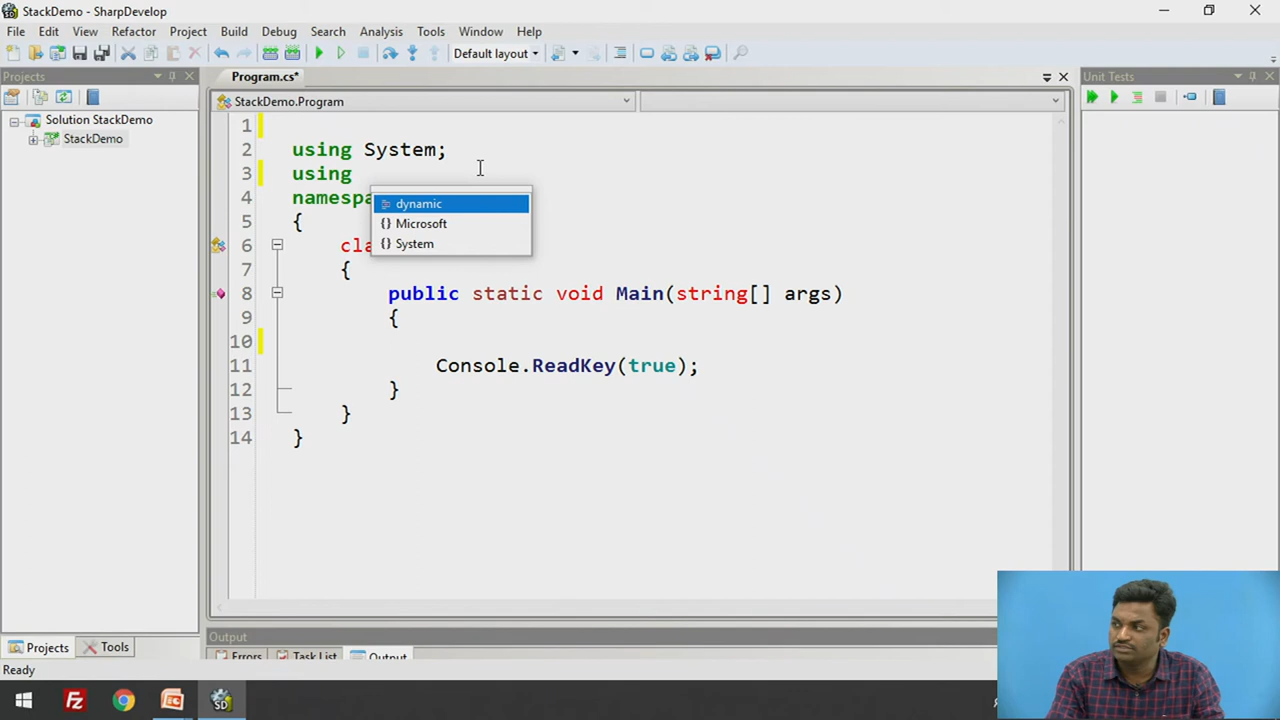 StackDemo - SharpDevelop
File Edit View Refactor Project Build Debug Search Analysis Tools Window Help
Default layout
Projects
Program.cs*
Unit Tests
Solution StackDemo
StackDemo
StackDemo.Program
1
2 using System;
3 using
4 namespa
5 {
6 cla
7 {
8 public static void Main(string[] args)
9 {
10
11 Console.ReadKey(true);
12 }
13 }
14 }
dynamic
{} Microsoft
{} System
Output
Projects Tools
Errors Task List Output
Ready
Fz
SD